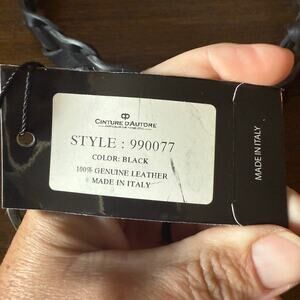 CINTURE D'AUTORE
STYLE : 990077
COLOR: BLACK
100% GENUINE LEATHER
MADE IN ITALY
MADE IN ITALY